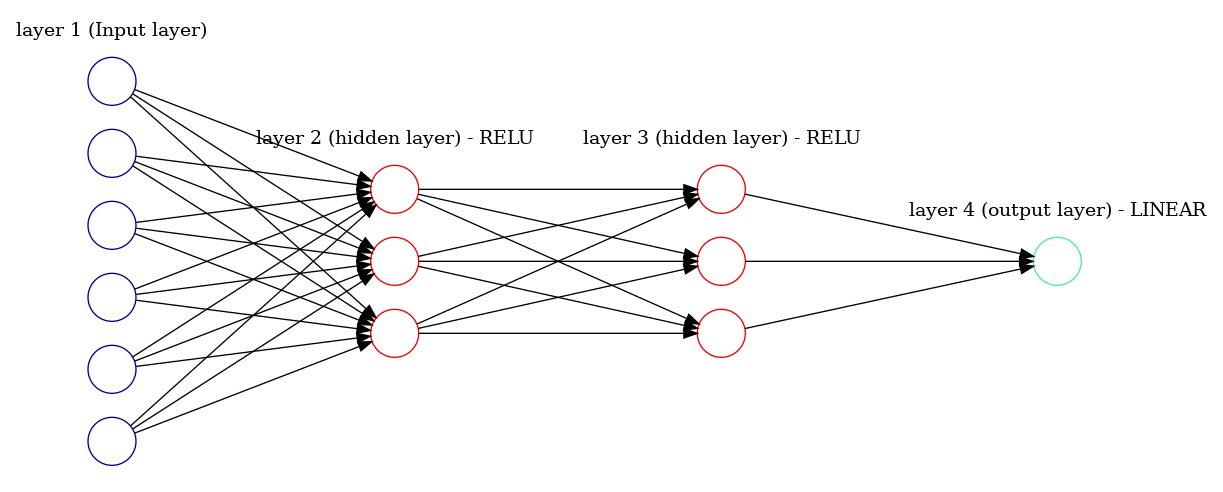 layer 1 (Input layer)
layer 2 (hidden layer) - RELU
layer 3 (hidden layer) - RELU
layer 4 (output layer) - LINEAR